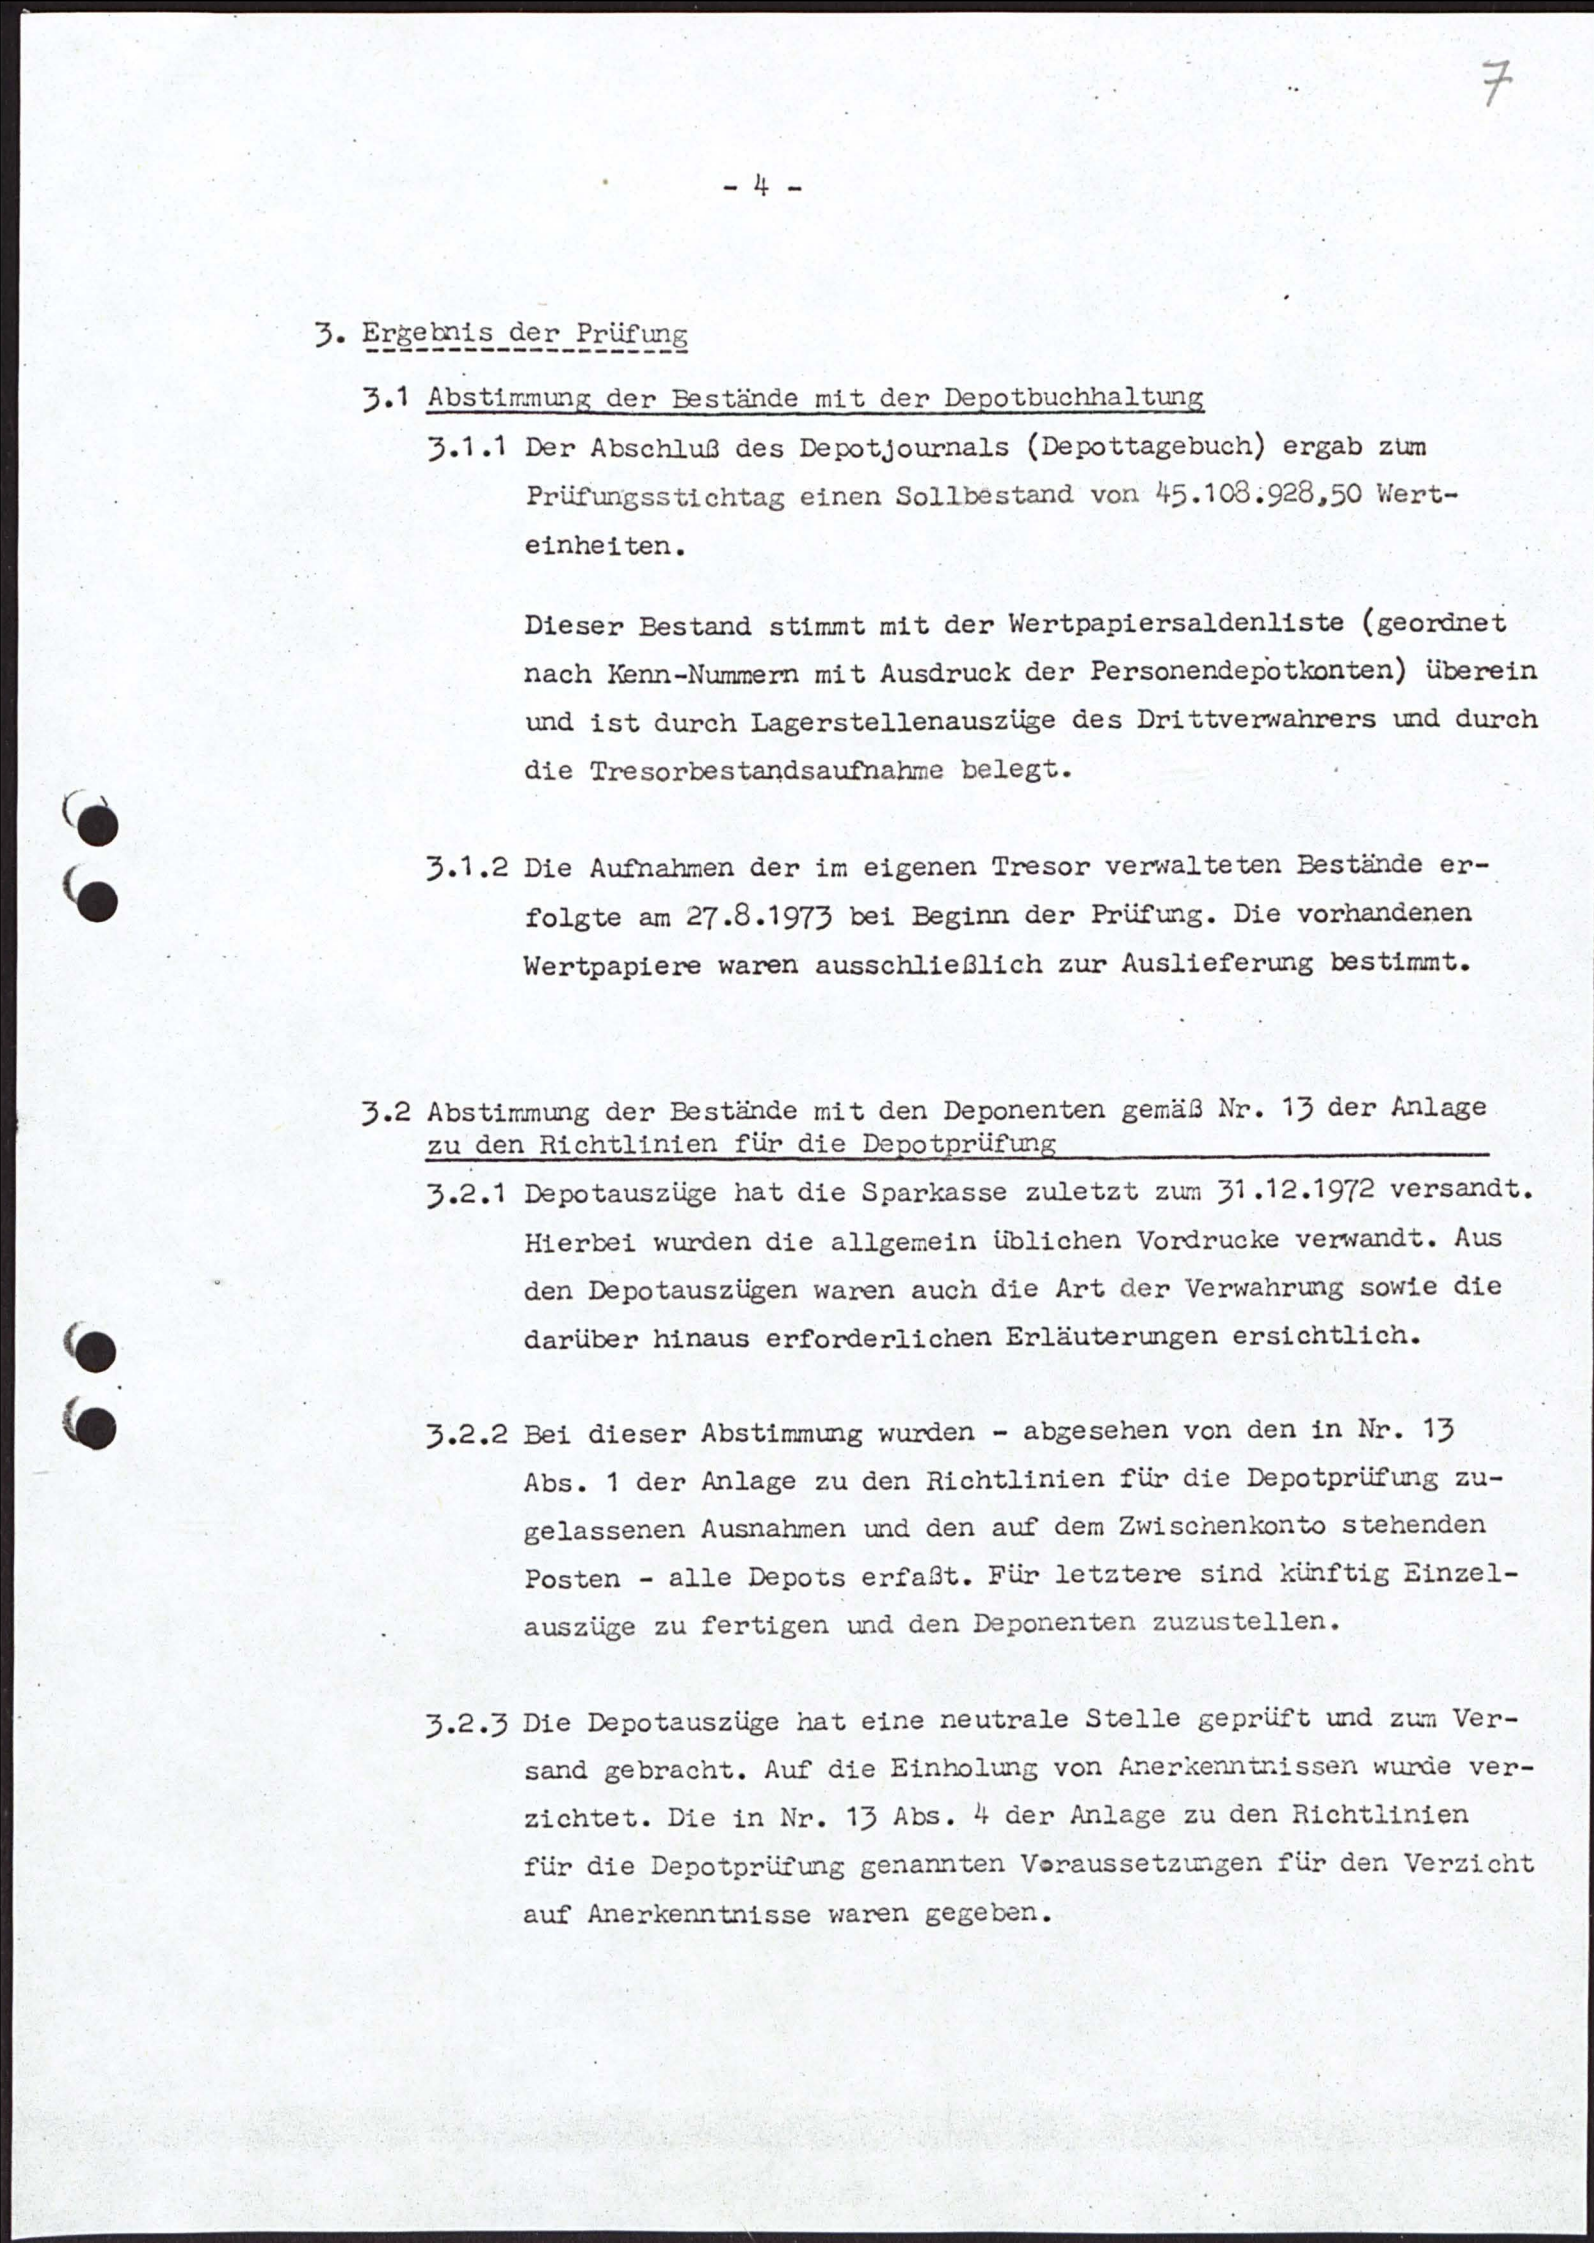 7
- 4 -
3. Ergebnis der Prüfung
3.1 Abstimmung der Bestände mit der Depotbuchhaltung
3.1.1 Der Abschluß des Depotjournals (Depottagebuch) ergab zum
Prüfungsstichtag einen Sollbestand von 45.108.928,50 Wert-
einheiten.
Dieser Bestand stimmt mit der Wertpapiersaldenliste (geordnet
nach Kenn-Nummern mit Ausdruck der Personendepotkonten) überein
und ist durch Lagerstellenauszüge des Drittverwahrers und durch
die Tresorbestandsaufnahme belegt.
3.1.2 Die Aufnahmen der im eigenen Tresor verwalteten Bestände er-
folgte am 27.8.1973 bei Beginn der Prüfung. Die vorhandenen
Wertpapiere waren ausschließlich zur Auslieferung bestimmt.
3.2 Abstimmung der Bestände mit den Deponenten gemäß Nr. 13 der Anlage
zu den Richtlinien für die Depotprüfung
3.2.1 Depotauszüge hat die Sparkasse zuletzt zum 31.12.1972 versandt.
Hierbei wurden die allgemein üblichen Vordrucke verwandt. Aus
den Depotauszügen waren auch die Art der Verwahrung sowie die
darüber hinaus erforderlichen Erläuterungen ersichtlich.
3.2.2 Bei dieser Abstimmung wurden - abgesehen von den in Nr. 13
Abs. 1 der Anlage zu den Richtlinien für die Depotprüfung zu-
gelassenen Ausnahmen und den auf dem Zwischenkonto stehenden
Posten - alle Depots erfaßt. Für letztere sind künftig Einzel-
auszüge zu fertigen und den Deponenten zuzustellen.
3.2.3 Die Depotauszüge hat eine neutrale Stelle geprüft und zum Ver-
sand gebracht. Auf die Einholung von Anerkenntnissen wurde ver-
zichtet. Die in Nr. 13 Abs. 4 der Anlage zu den Richtlinien
für die Depotprüfung genannten Voraussetzungen für den Verzicht
auf Anerkenntnisse waren gegeben.